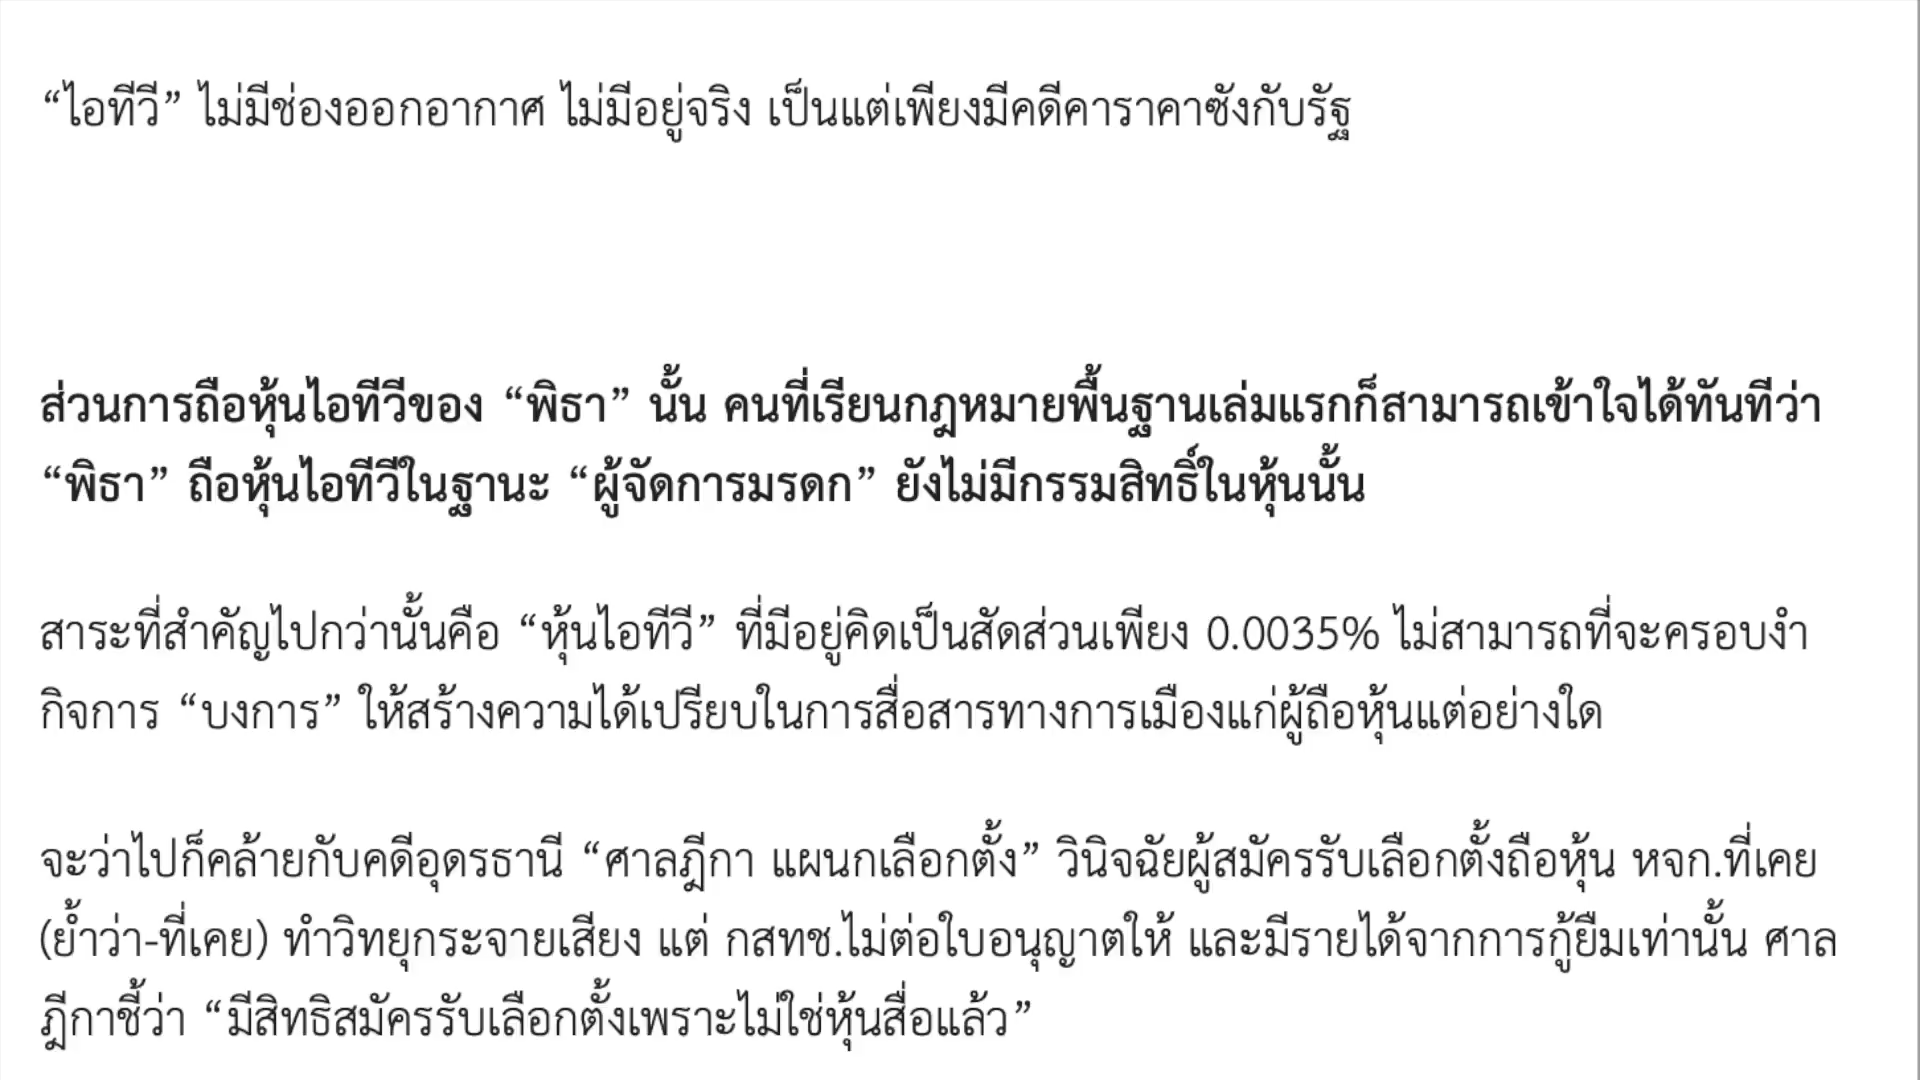 “ไอทีวี” ไม่มีช่องออกอากาศ ไม่มีอยู่จริง เป็นแต่เพียงมีคดีคาราคาซังกับรัฐ
ส่วนการถือหุ้นไอทีวีของ “พิธา” นั้น คนที่เรียนกฎหมายพื้นฐานเล่มแรกก็สามารถเข้าใจได้ทันทีว่า
“พิธา” ถือหุ้นไอทีวีในฐานะ “ผู้จัดการมรดก” ยังไม่มีกรรมสิทธิ์ในหุ้นนั้น
สาระที่สำคัญไปกว่านั้นคือ “หุ้นไอทีวี” ที่มีอยู่คิดเป็นสัดส่วนเพียง 0.0035% ไม่สามารถที่จะครอบงำ
กิจการ “บงการ” ให้สร้างความได้เปรียบในการสื่อสารทางการเมืองแก่ผู้ถือหุ้นแต่อย่างใด
จะว่าไปก็คล้ายกับคดีอุดรธานี “ศาลฎีกา แผนกเลือกตั้ง” วินิจฉัยผู้สมัครรับเลือกตั้งถือหุ้น หจก.ที่เคย
(ย้ำว่า-ที่เคย) ทำวิทยุกระจายเสียง แต่ กสทช.ไม่ต่อใบอนุญาตให้ และมีรายได้จากการกู้ยืมเท่านั้น ศาล
ฎีกาชี้ว่า “มีสิทธิสมัครรับเลือกตั้งเพราะไม่ใช่หุ้นสื่อแล้ว”